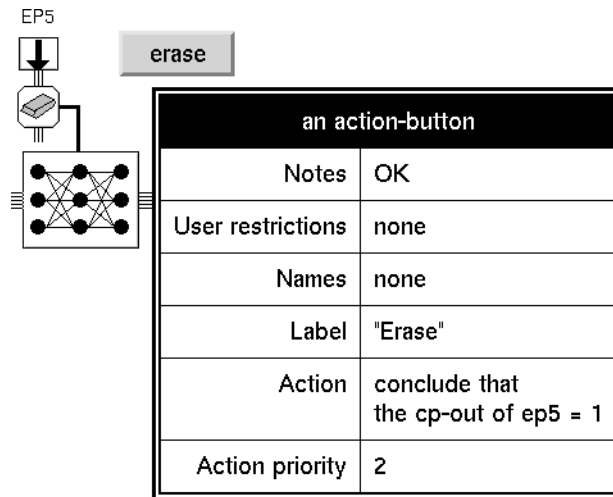 EP5
erase
an action-button
Notes OK
User restrictions none
Names none
Label "Erase"
Action conclude that
the cp-out of ep5 = 1
Action priority 2